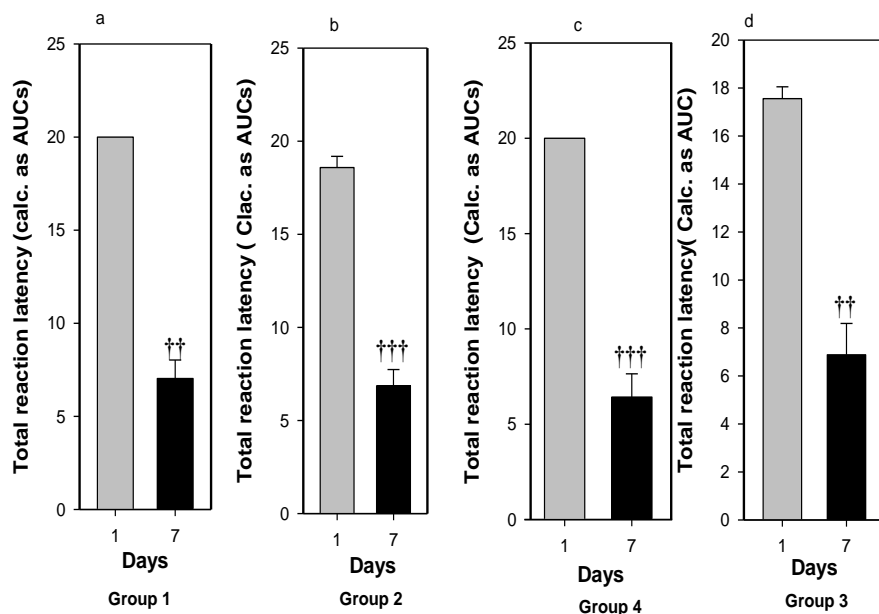 a
Total reaction latency (calc. as AUCs)
25
20
15
10
5
0
††
1
7
Days
Group 1
b
Total reaction latency ( Clac. as AUCs)
25
20
15
10
5
0
†††
1
7
Days
Group 2
c
Total reaction latency (Calc. as AUCs)
25
20
15
10
5
0
†††
1
7
Days
Group 4
d
Total reaction latency( Calc. as AUC)
20
18
16
14
12
10
8
6
4
2
0
††
1
7
Days
Group 3